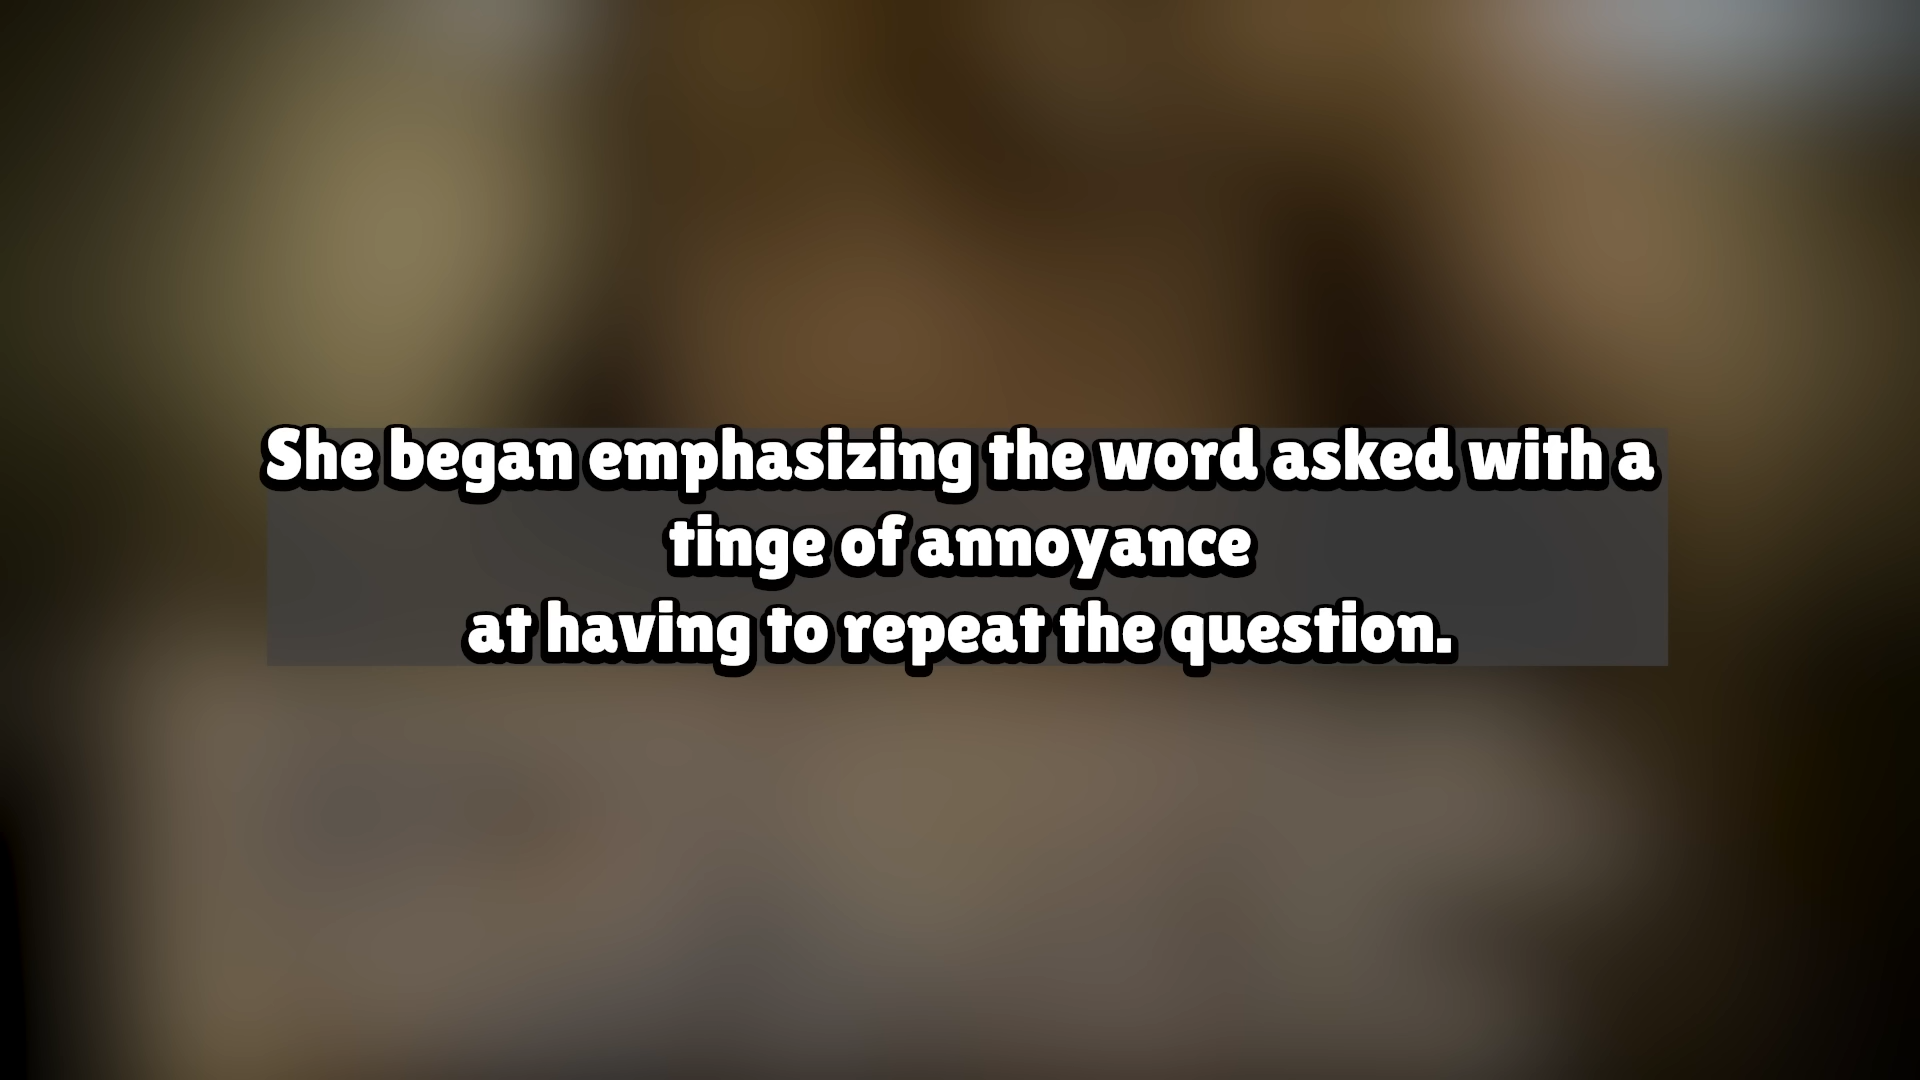 She began emphasizing the word asked with a
tinge of annoyance
at having to repeat the question.